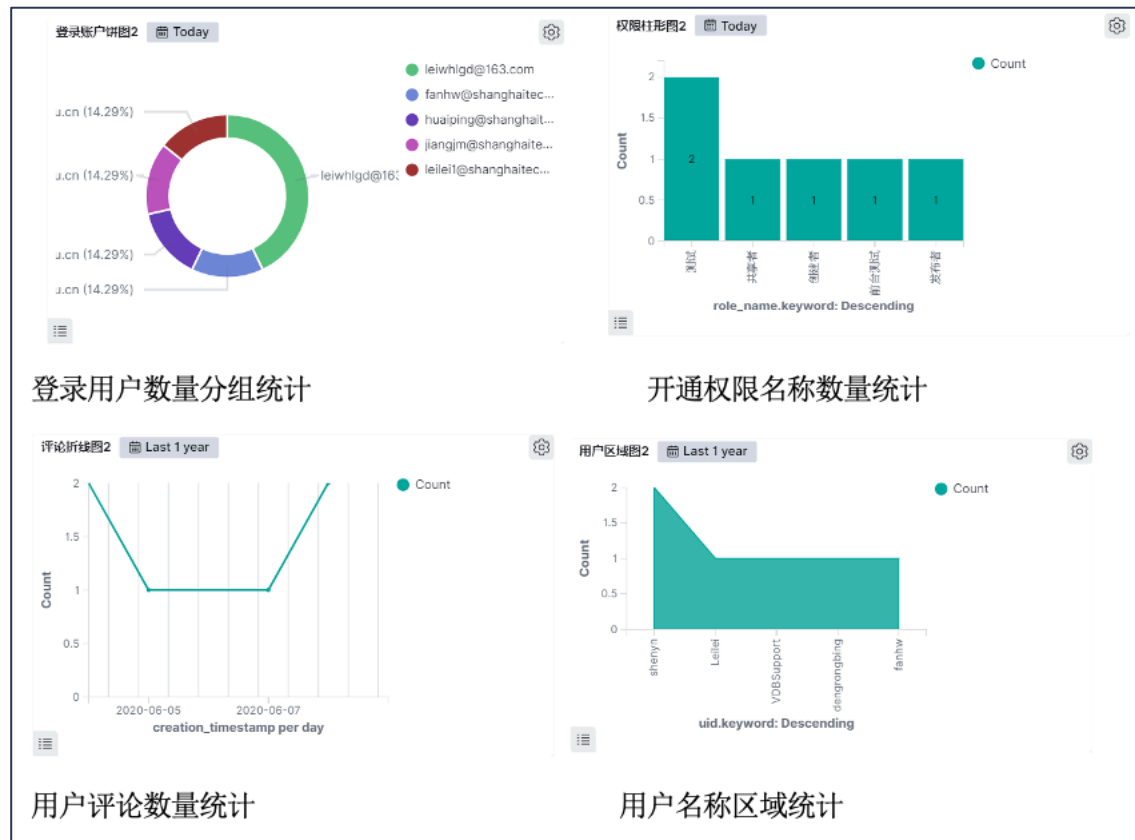 登录账户饼图2 Today
leiwhlgd@163.com
fanhw@shanghaitec...
huaiping@shanghait...
jiangjm@shanghaite...
leilei1@shanghaitec...
u.cn (14.29%)
u.cn (14.29%)
u.cn (14.29%)
u.cn (14.29%)
leiwhlgd@163
权限柱形图2 Today
Count
Count
2
1.5
1
0.5
0
2
1
1
1
1
测试
共享者
创建者
前台测试
发布者
role_name.keyword: Descending
登录用户数量分组统计
开通权限名称数量统计
评论折线图2 Last 1 year
Count
Count
2
1.5
1
0.5
0
2020-06-05
2020-06-07
creation_timestamp per day
用户区域图2 Last 1 year
Count
Count
2
1.5
1
0.5
0
shenyn
Leilei
VDBSupport
dengrongbing
fanhw
uid.keyword: Descending
用户评论数量统计
用户名称区域统计